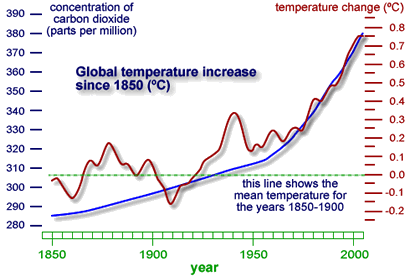 concentration of
carbon dioxide
(parts per million)
temperature change (ºC)
Global temperature increase
since 1850 (ºC)
390
380
370
360
350
340
330
320
310
300
290
280
0.8
0.7
0.6
0.5
0.4
0.3
0.2
0.1
0.0
-0.1
-0.2
this line shows the
mean temperature for
the years 1850-1900
1850 1900 1950 2000
year